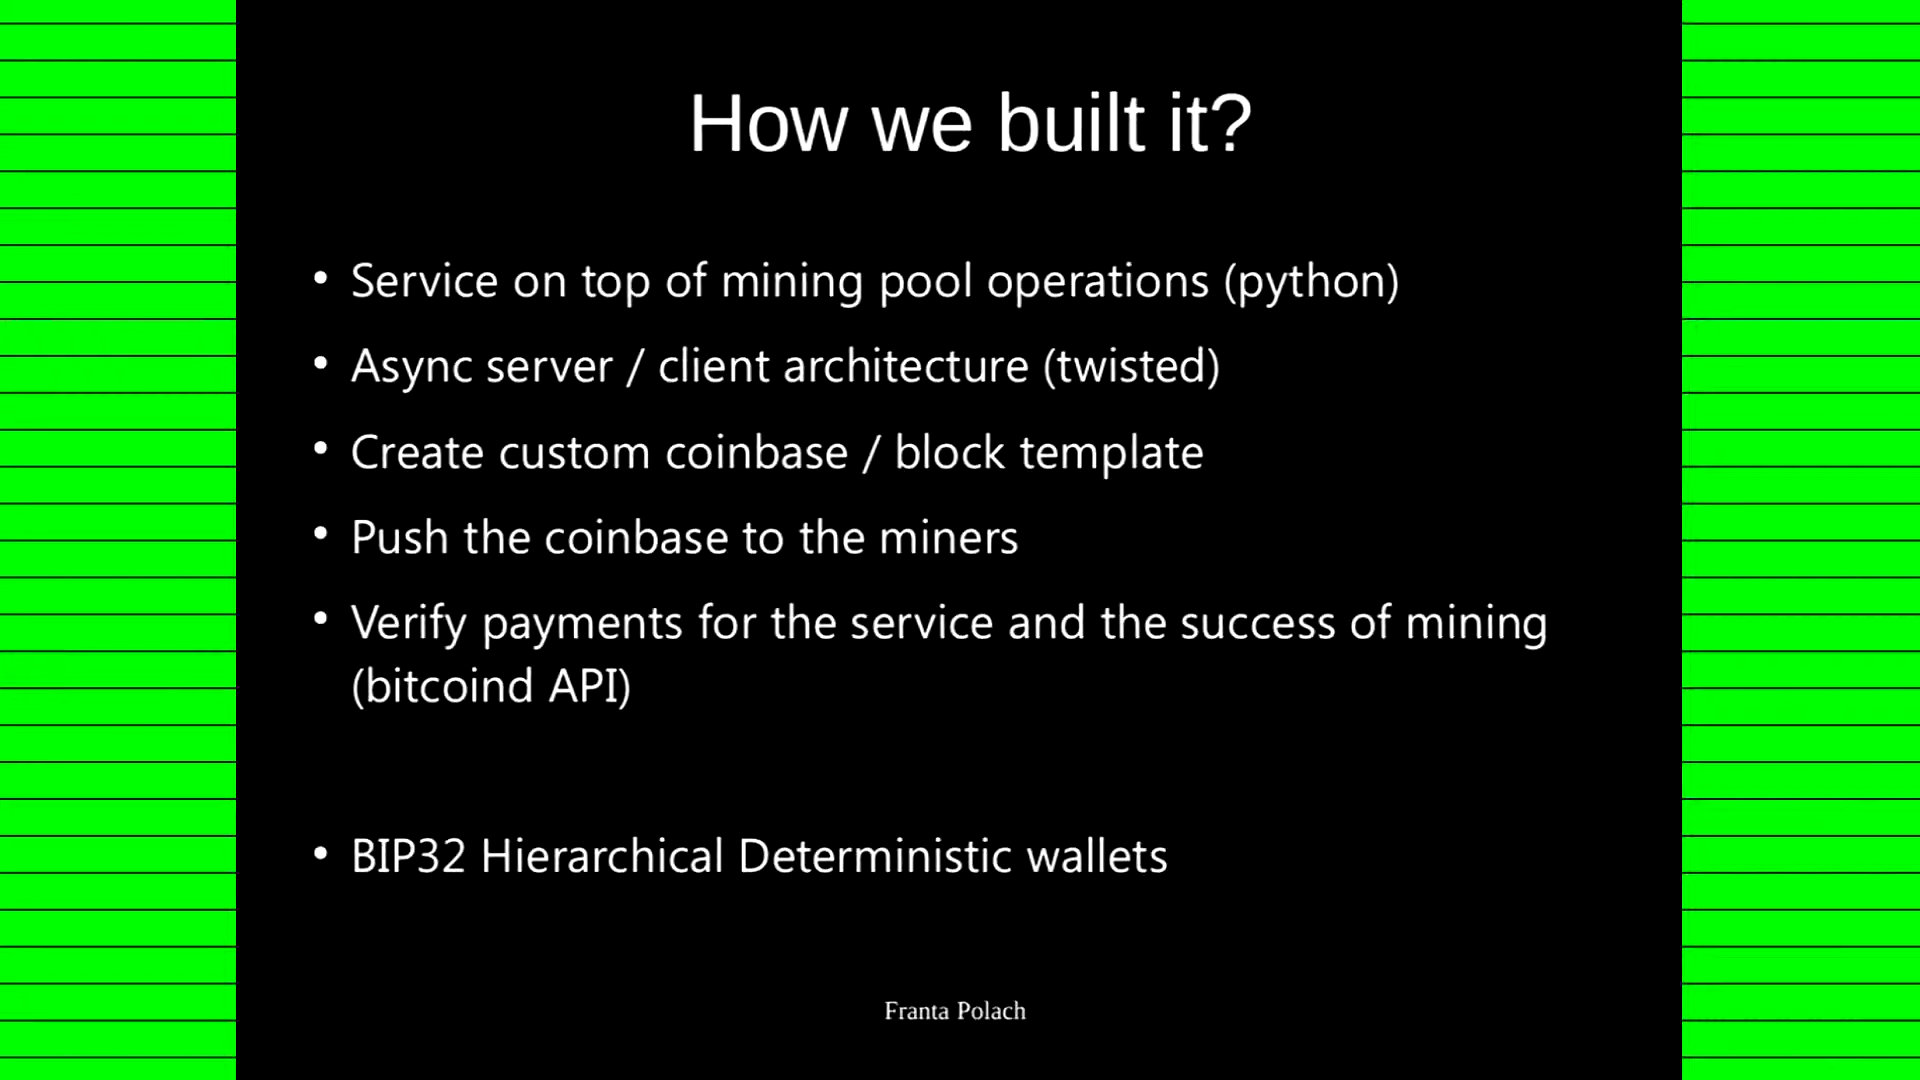 How we built it?
• Service on top of mining pool operations (python)
• Async server / client architecture (twisted)
• Create custom coinbase / block template
• Push the coinbase to the miners
• Verify payments for the service and the success of mining
(bitcoind API)
• BIP32 Hierarchical Deterministic wallets
Franta Polach